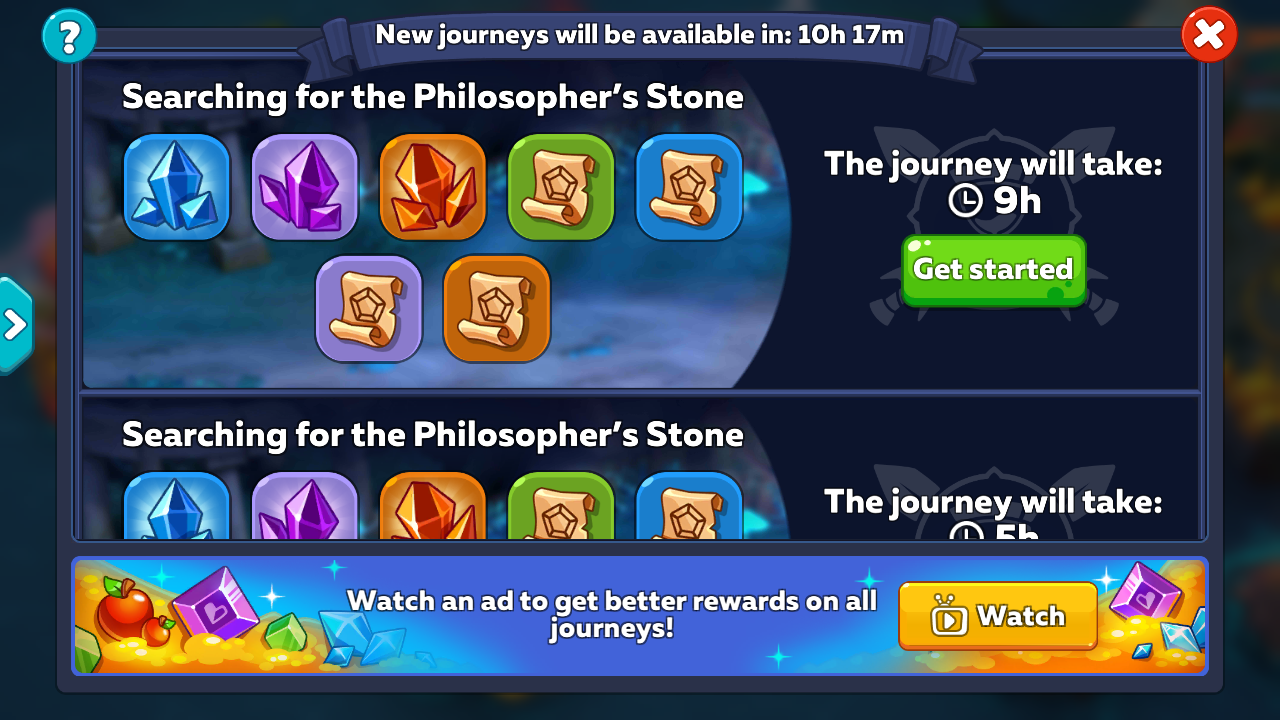 ?
New journeys will be available in: 10h 17m
Searching for the Philosopher's Stone
The journey will take:
9h
Get started
Searching for the Philosopher's Stone
The journey will take:
5h
Watch an ad to get better rewards on all
journeys!
Watch